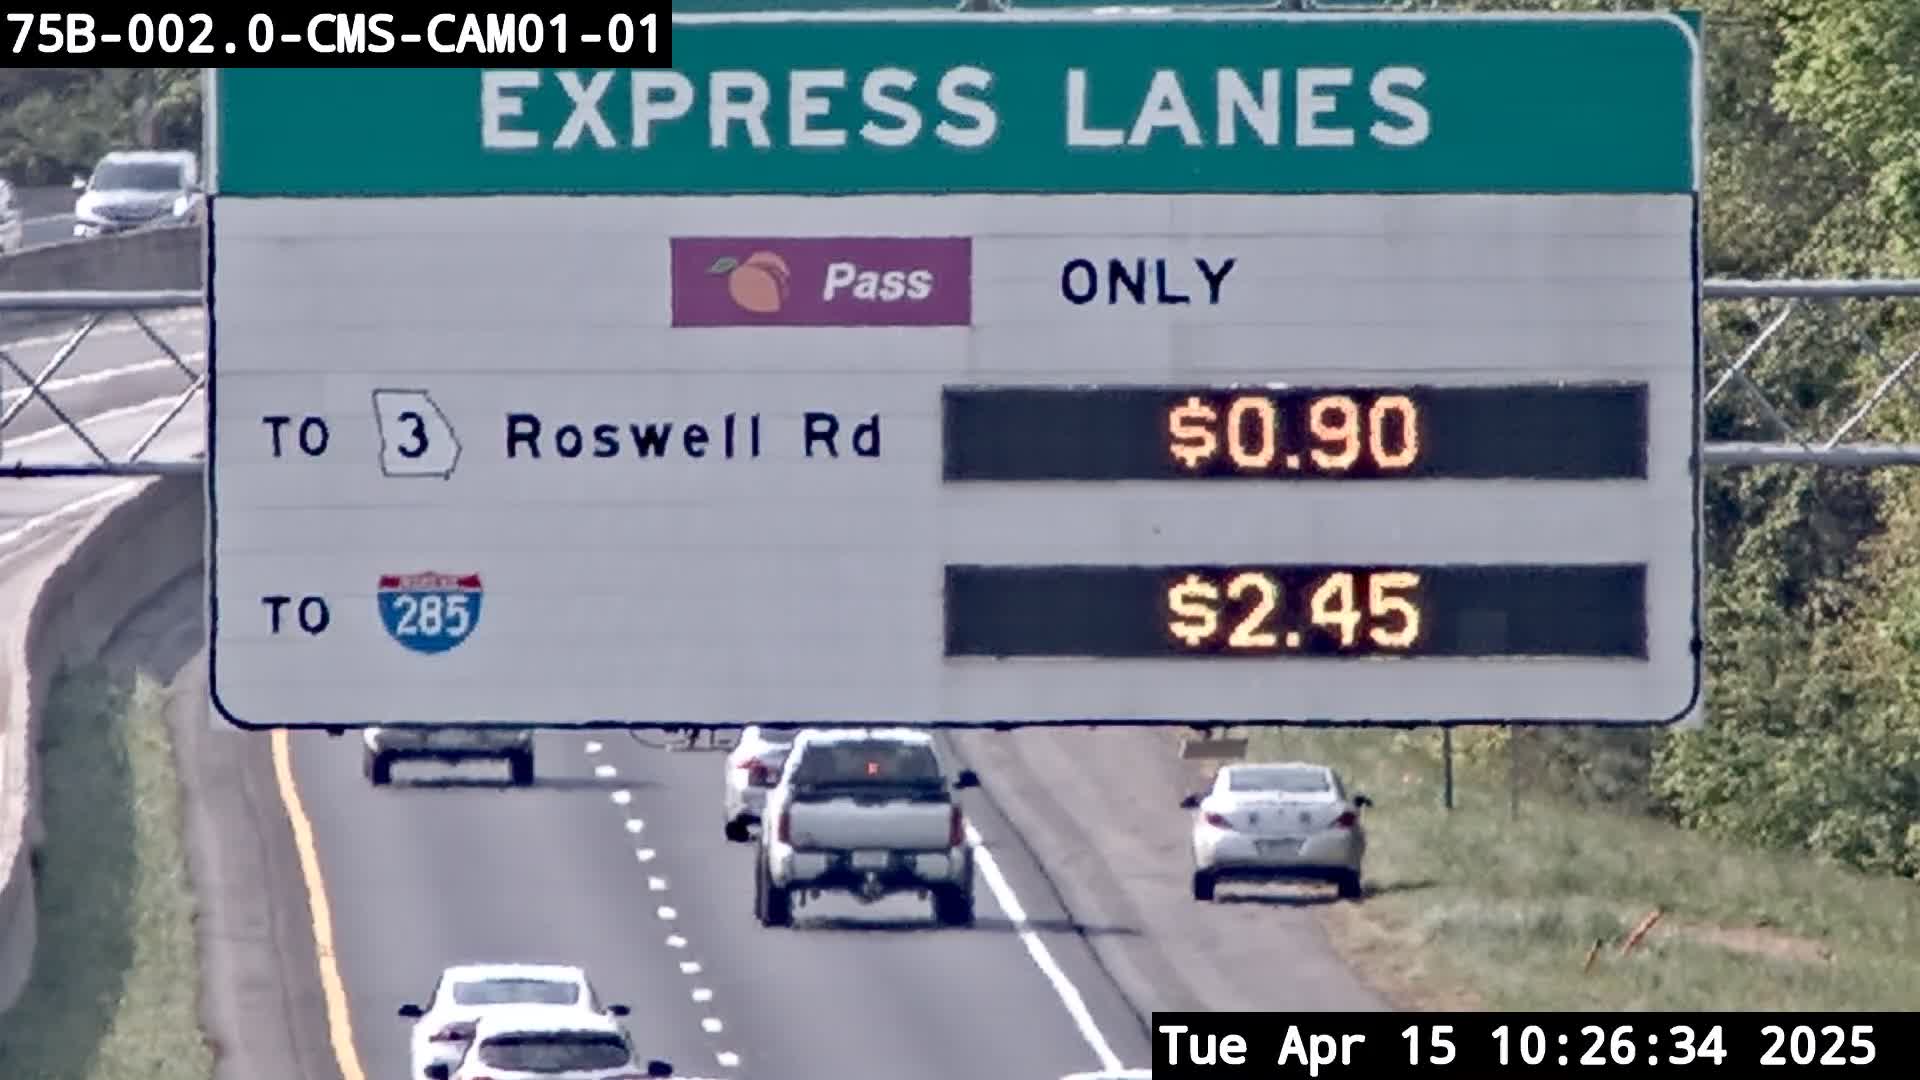 75B-002.0-CMS-CAM01-01
EXPRESS LANES
Pass ONLY
TO 3 Roswell Rd $0.90
TO 285 $2.45
Tue Apr 15 10:26:34 2025